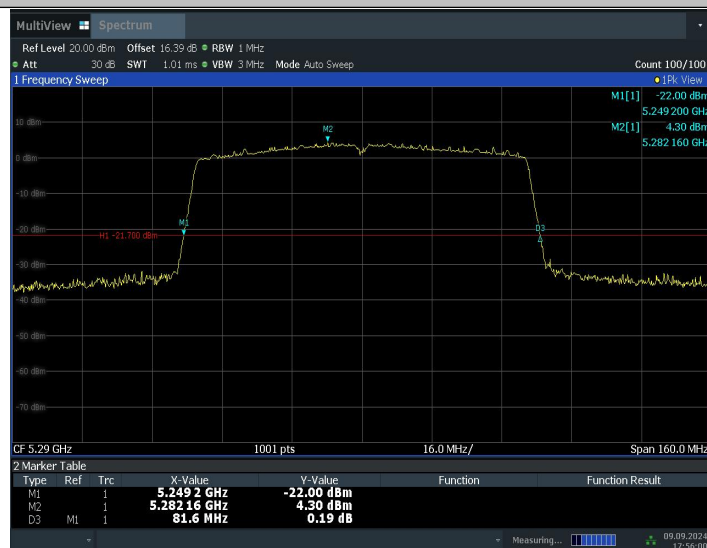 MultiView Spectrum
Ref Level 20.00 dBm Offset 16.39 dB RBW 1 MHz
Att 30 dB SWT 1.01 ms VBW 3 MHz Mode Auto Sweep Count 100/100
1 Frequency Sweep 1Pk View
M1[1] -22.00 dBm
5.249 200 GHz
M2[1] 4.30 dBm
5.282 160 GHz
10 dBm
M2
0 dBm
-10 dBm
M1
-20 dBm
D3
H1 -21.700 dBm
-30 dBm
-40 dBm
-50 dBm
-60 dBm
-70 dBm
CF 5.29 GHz 1001 pts 16.0 MHz/ Span 160.0 MHz
2 Marker Table
Type Ref Trc X-Value Y-Value Function Function Result
M1 1 5.249 2 GHz -22.00 dBm
M2 1 5.282 16 GHz 4.30 dBm
D3 M1 1 81.6 MHz 0.19 dB
Measuring... 09.09.2024
17:56:00